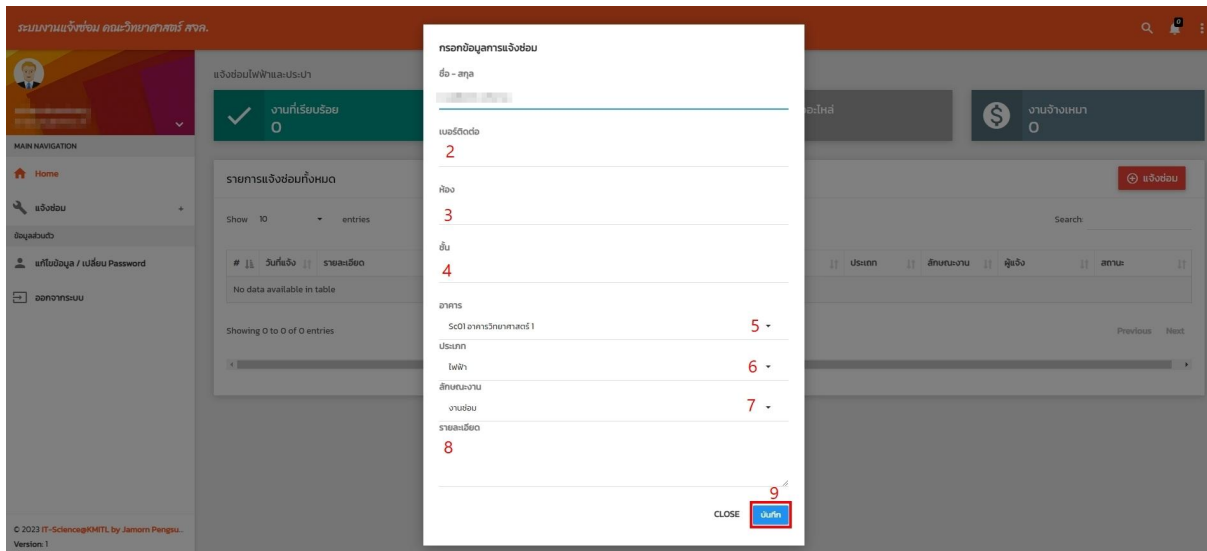 ระบบงานแจ้งซ่อม คณะวิทยาศาสตร์ สจล.
0
MAIN NAVIGATION
Home
แจ้งซ่อม
+
ข้อมูลส่วนตัว
แก้ไขข้อมูล / เปลี่ยน Password
ออกจากระบบ
© 2023 IT-Science@KMITL by Jamorn Pengsu...
Version: 1
แจ้งซ่อมไฟฟ้าและประปา
งานที่เรียบร้อย
0
อะไหล่
งานจ้างเหมา
0
รายการแจ้งซ่อมทั้งหมด
แจ้งซ่อม
Show 10 entries
Search:
# วันที่แจ้ง รายละเอียด ประเภท ลักษณะงาน ผู้แจ้ง สถานะ
No data available in table
Showing 0 to 0 of 0 entries
Previous Next
กรอกข้อมูลการแจ้งซ่อม
ชื่อ - สกุล
เบอร์ติดต่อ
2
ห้อง
3
ชั้น
4
อาคาร
Sc01 อาคารวิทยาศาสตร์ 1 5
ประเภท
ไฟฟ้า 6
ลักษณะงาน
งานซ่อม 7
รายละเอียด
8
9
CLOSE บันทึก